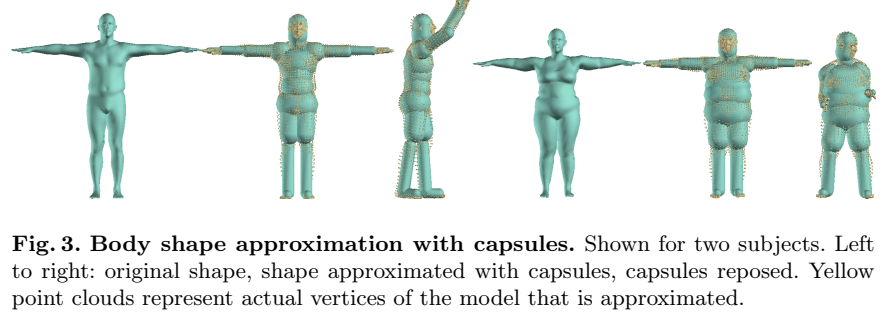 Fig. 3. Body shape approximation with capsules. Shown for two subjects. Left
to right: original shape, shape approximated with capsules, capsules reposed. Yellow
point clouds represent actual vertices of the model that is approximated.